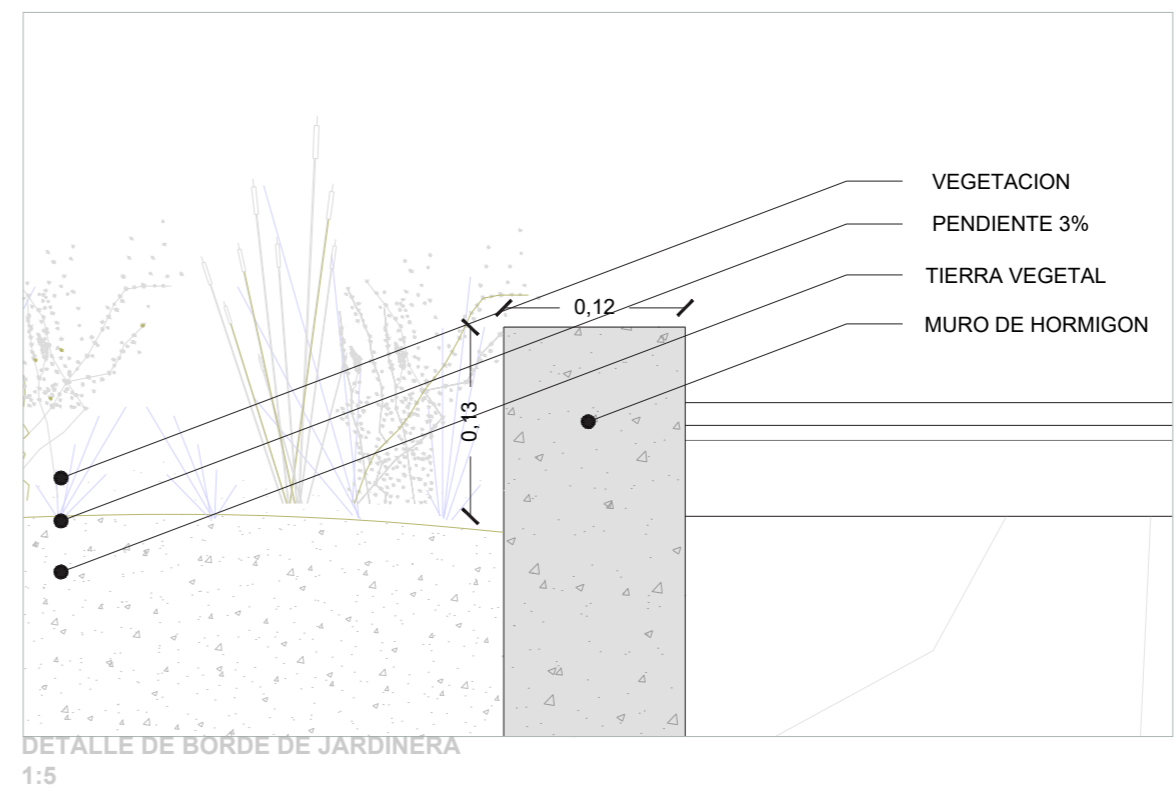 VEGETACION
PENDIENTE 3%
TIERRA VEGETAL
0,12
MURO DE HORMIGON
0,13
DETALLE DE BORDE DE JARDINERA
1:5